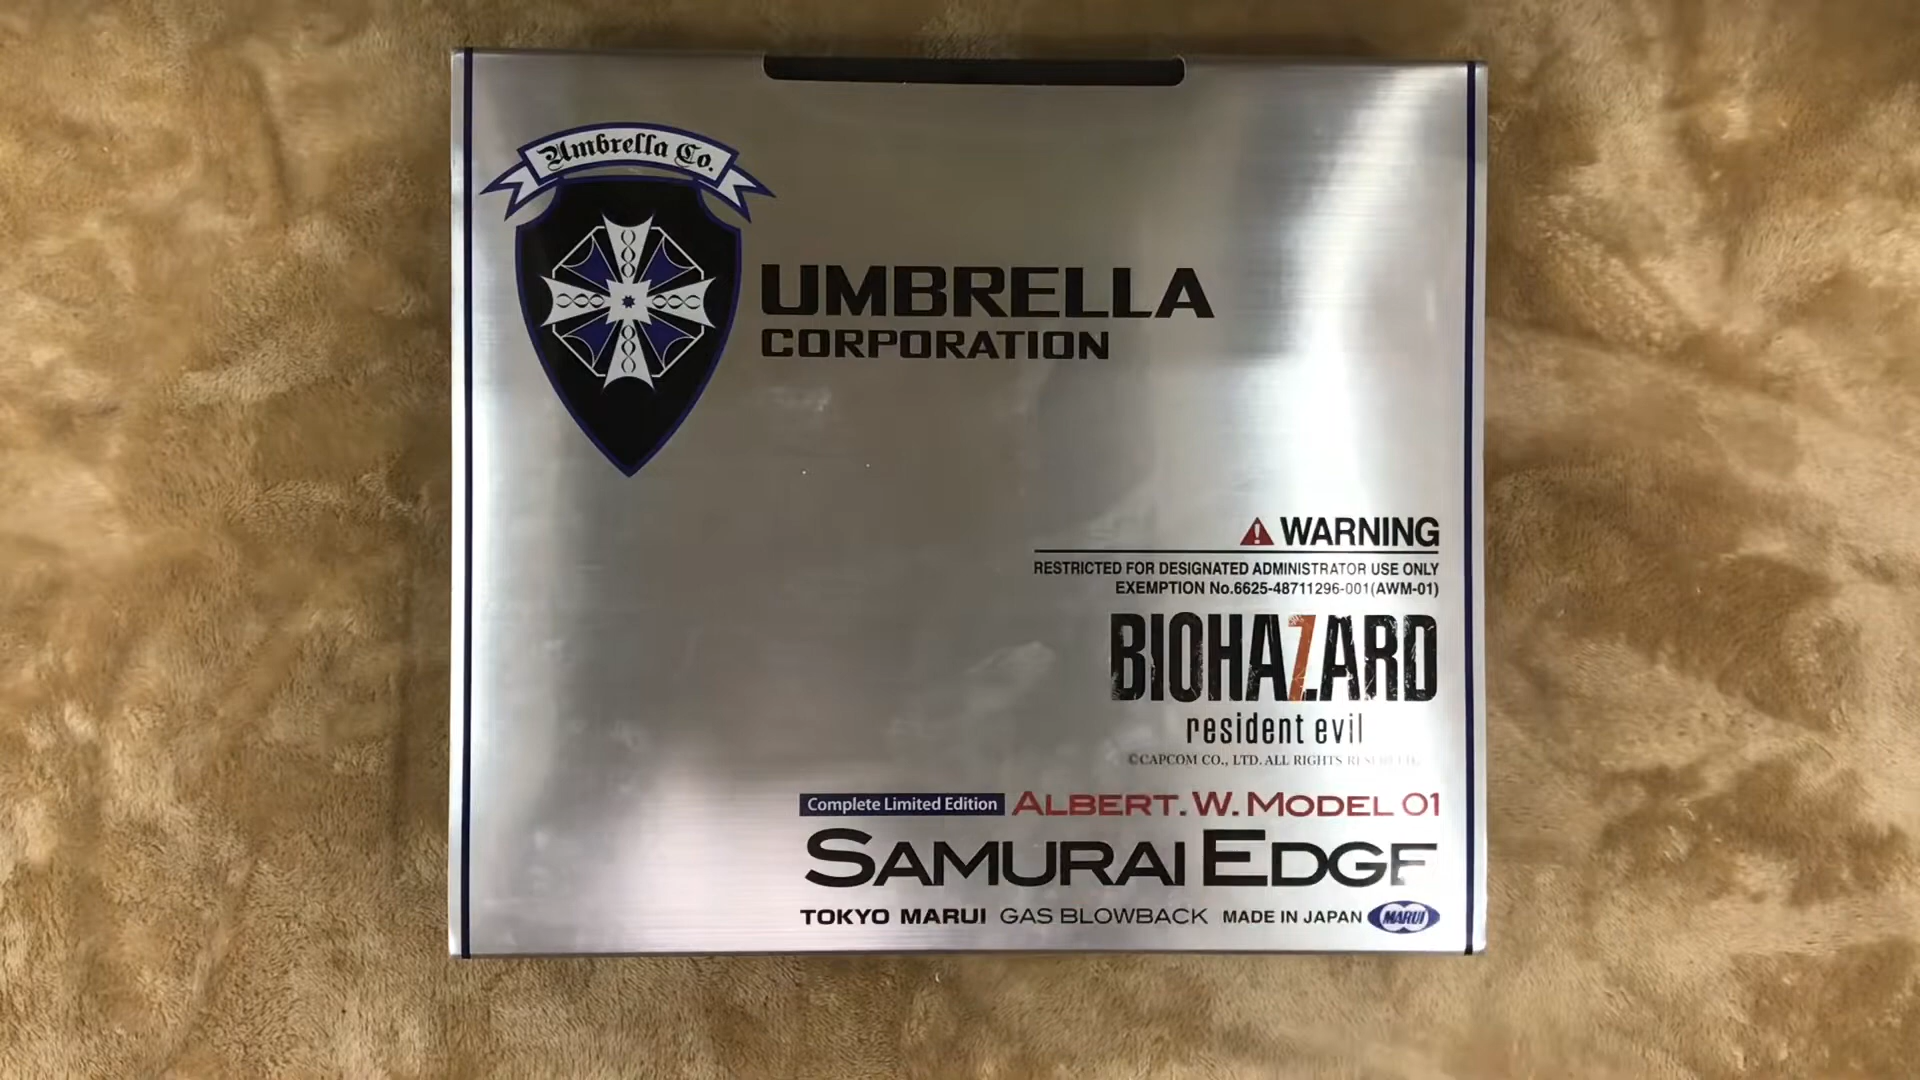 Umbrella Co.
UMBRELLA
CORPORATION
WARNING
RESTRICTED FOR DESIGNATED ADMINISTRATOR USE ONLY
EXEMPTION No.6625-48711296-001(AWM-01)
BIOHAZARD
resident evil
©CAPCOM CO., LTD. ALL RIGHTS RESERVED.
Complete Limited Edition ALBERT.W.MODEL 01
SAMURAI EDGE
TOKYO MARUI GAS BLOWBACK MADE IN JAPAN MARUI